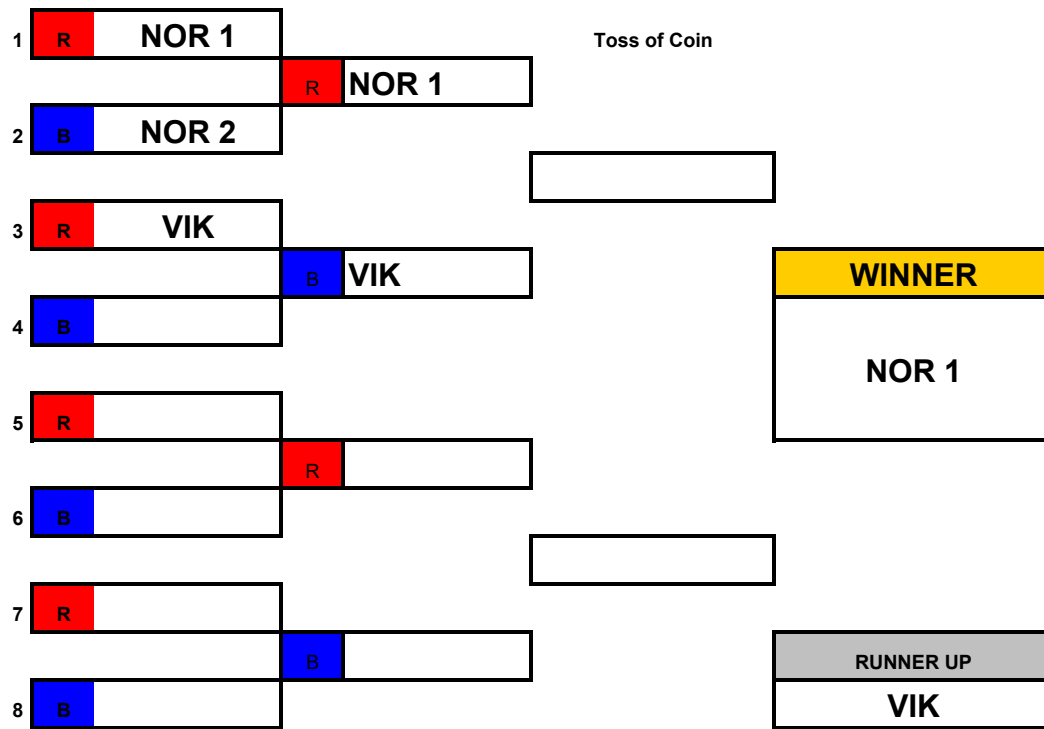 1 R NOR 1 Toss of Coin
R NOR 1
2 B NOR 2
3 R VIK
B VIK WINNER
4 B
NOR 1
5 R
R
6 B
7 R
B RUNNER UP
8 B VIK